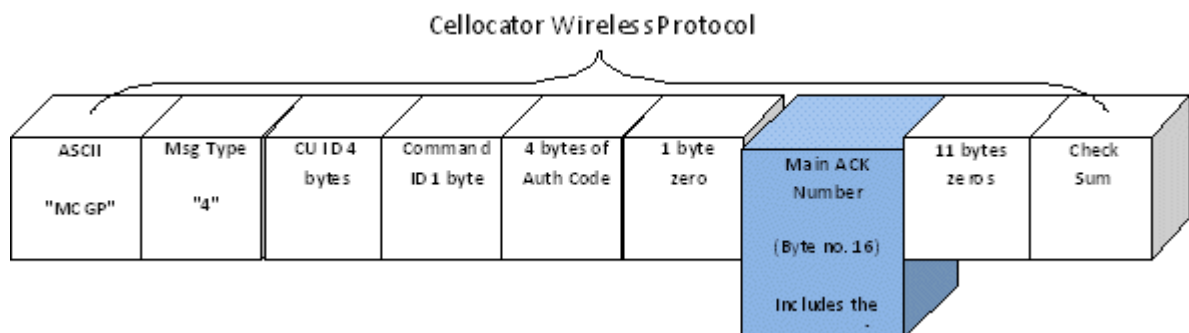 Cellocator Wireless Protocol
ASCII
"MCGP"
Msg Type
"4"
CU ID 4
bytes
Command
ID 1 byte
4 bytes of
Auth Code
1 byte
zero
Main ACK
Number
(Byte no. 16)
Includes the
11 bytes
zeros
Check
Sum